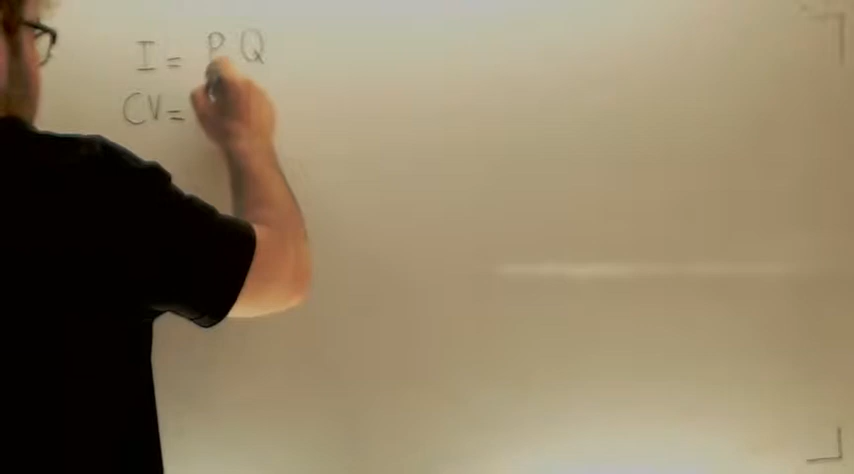 I = P Q
CV =